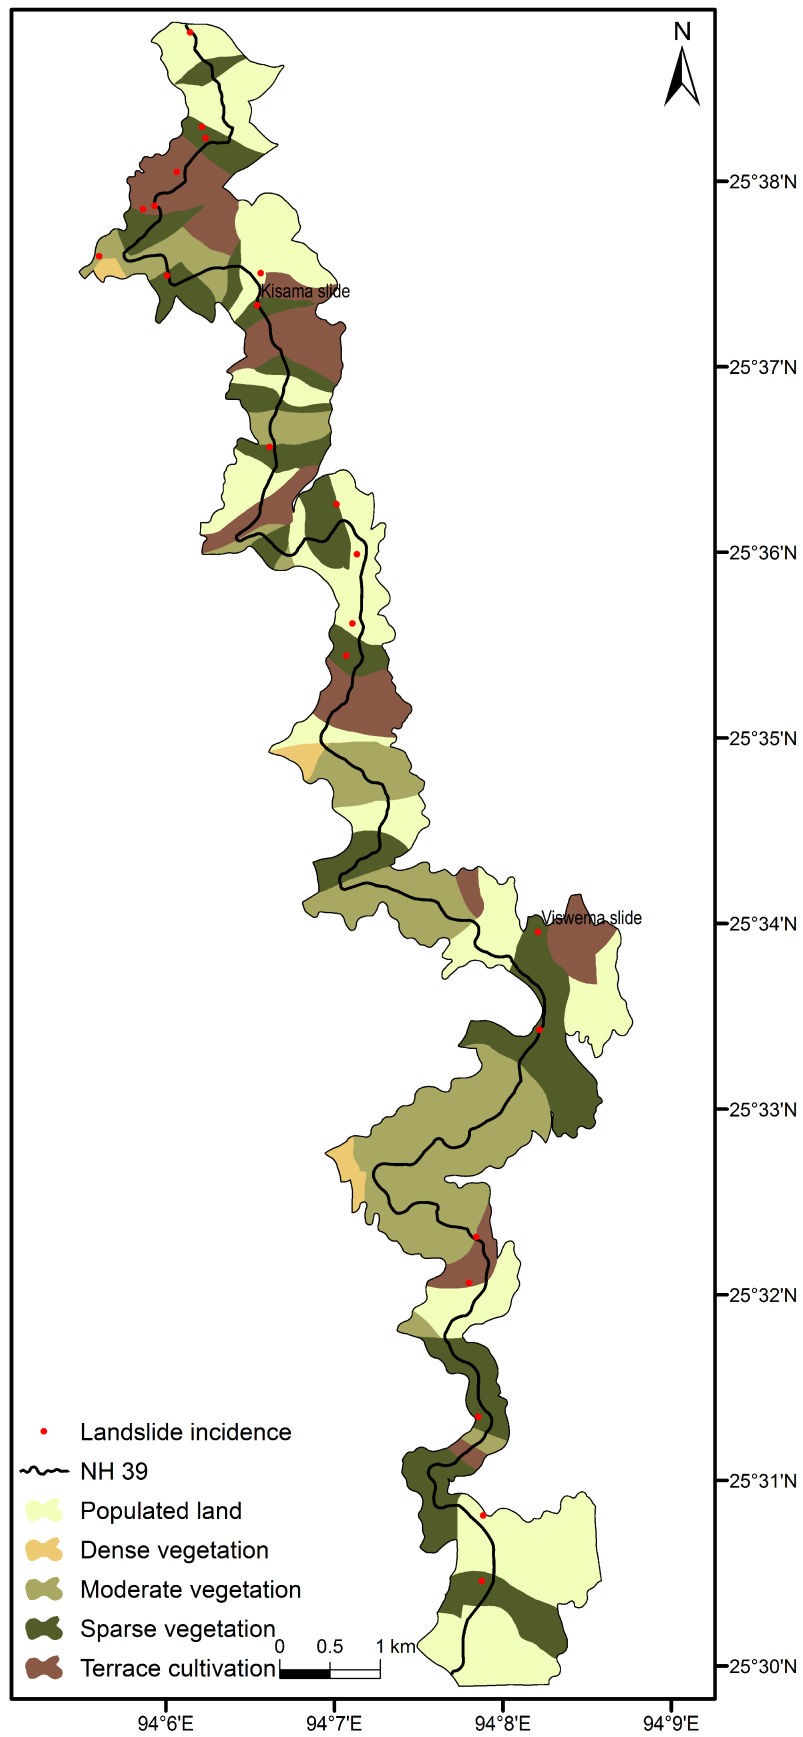 N
25°38'N
Kisama slide
25°37'N
25°36'N
25°35'N
Viswema slide
25°34'N
25°33'N
25°32'N
Landslide incidence
NH 39
25°31'N
Populated land
Dense vegetation
Moderate vegetation
Sparse vegetation
0 0.5 1 km
Terrace cultivation
25°30'N
94°6'E 94°7'E 94°8'E 94°9'E